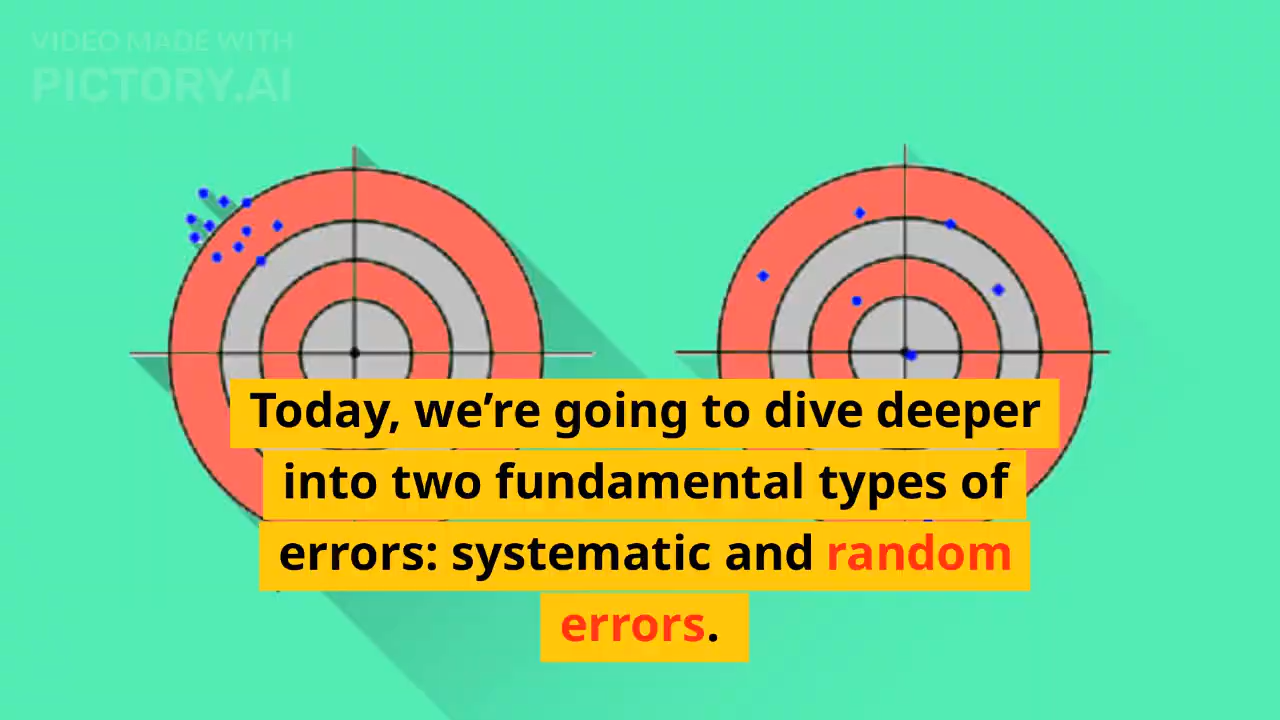 VIDEO MADE WITH
PICTORY.AI
Today, we’re going to dive deeper
into two fundamental types of
errors: systematic and random
errors.